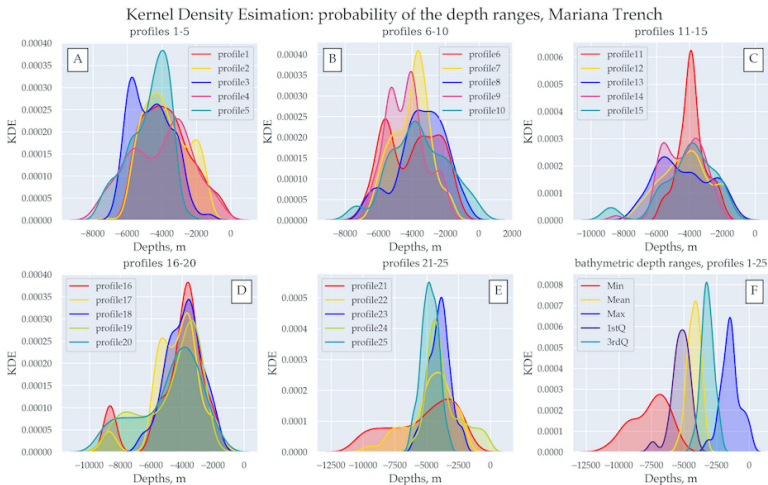 Kernel Density Esimation: probability of the depth ranges, Mariana Trench
profiles 1-5
profiles 6-10
profiles 11-15
0.00040
0.00035
0.00030
0.00025
0.00020
0.00015
0.00010
0.00005
0.00000
KDE
A
profile1
profile2
profile3
profile4
profile5
−8000 −6000 −4000 −2000 0
Depths, m
0.00040
0.00035
0.00030
0.00025
0.00020
0.00015
0.00010
0.00005
0.00000
KDE
B
profile6
profile7
profile8
profile9
profile10
−8000 −6000 −4000 −2000 0 2000
Depths, m
0.0006
0.0005
0.0004
0.0003
0.0002
0.0001
0.0000
KDE
C
profile11
profile12
profile13
profile14
profile15
−10000 −8000 −6000 −4000 −2000 0
Depths, m
profiles 16-20
profiles 21-25
bathymetric depth ranges, profiles 1-25
0.00040
0.00035
0.00030
0.00025
0.00020
0.00015
0.00010
0.00005
0.00000
KDE
D
profile16
profile17
profile18
profile19
profile20
−10000 −8000 −6000 −4000 −2000 0
Depths, m
0.0005
0.0004
0.0003
0.0002
0.0001
0.0000
KDE
E
profile21
profile22
profile23
profile24
profile25
−12500 −10000 −7500 −5000 −2500 0
Depths, m
0.0008
0.0007
0.0006
0.0005
0.0004
0.0003
0.0002
0.0001
0.0000
KDE
F
Min
Mean
Max
1stQ
3rdQ
−12500 −10000 −7500 −5000 −2500 0
Depths, m